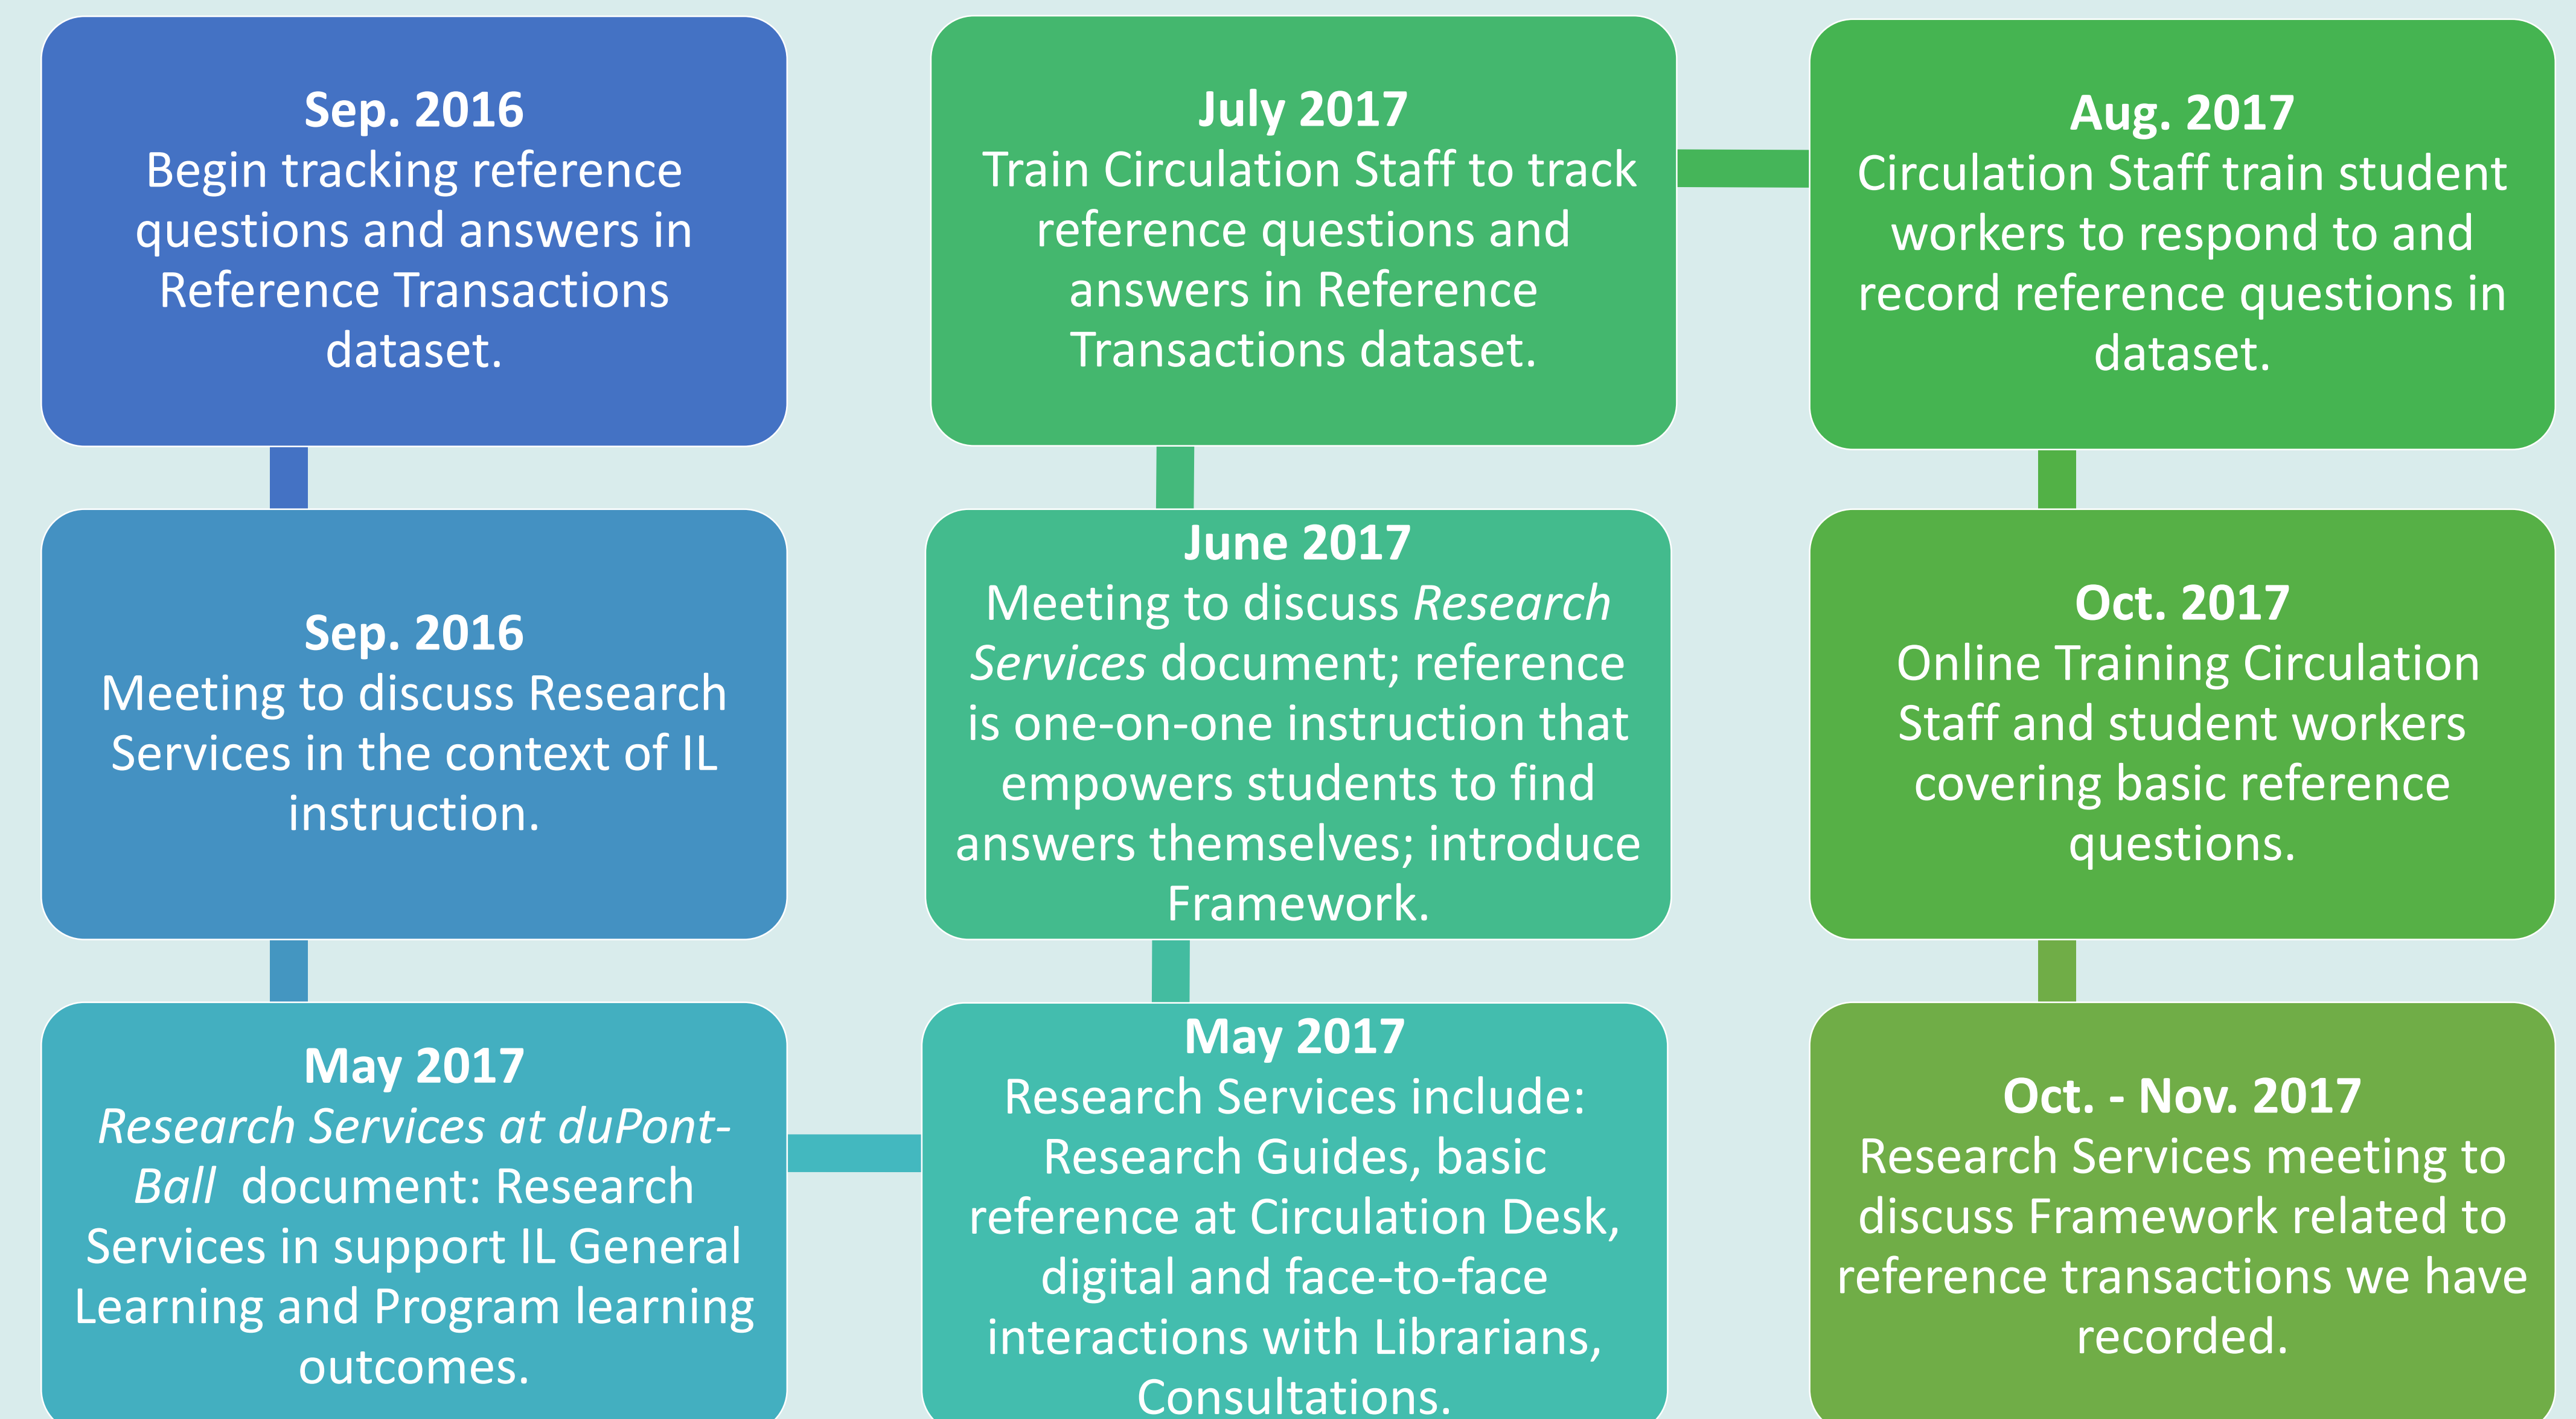 Sep. 2016
Begin tracking reference
questions and answers in
Reference Transactions
dataset.
Sep. 2016
Meeting to discuss Research
Services in the context of IL
instruction.
May 2017
Research Services at duPont-
Ball document: Research
Services in support IL General
Learning and Program learning
outcomes.
May 2017
Research Services include:
Research Guides, basic
reference at Circulation Desk,
digital and face-to-face
interactions with Librarians,
Consultations.
June 2017
Meeting to discuss Research
Services document; reference
is one-on-one instruction that
empowers students to find
answers themselves; introduce
Framework.
July 2017
Train Circulation Staff to track
reference questions and
answers in Reference
Transactions dataset.
Aug. 2017
Circulation Staff train student
workers to respond to and
record reference questions in
dataset.
Oct. 2017
Online Training Circulation
Staff and student workers
covering basic reference
questions.
Oct. - Nov. 2017
Research Services meeting to
discuss Framework related to
reference transactions we have
recorded.